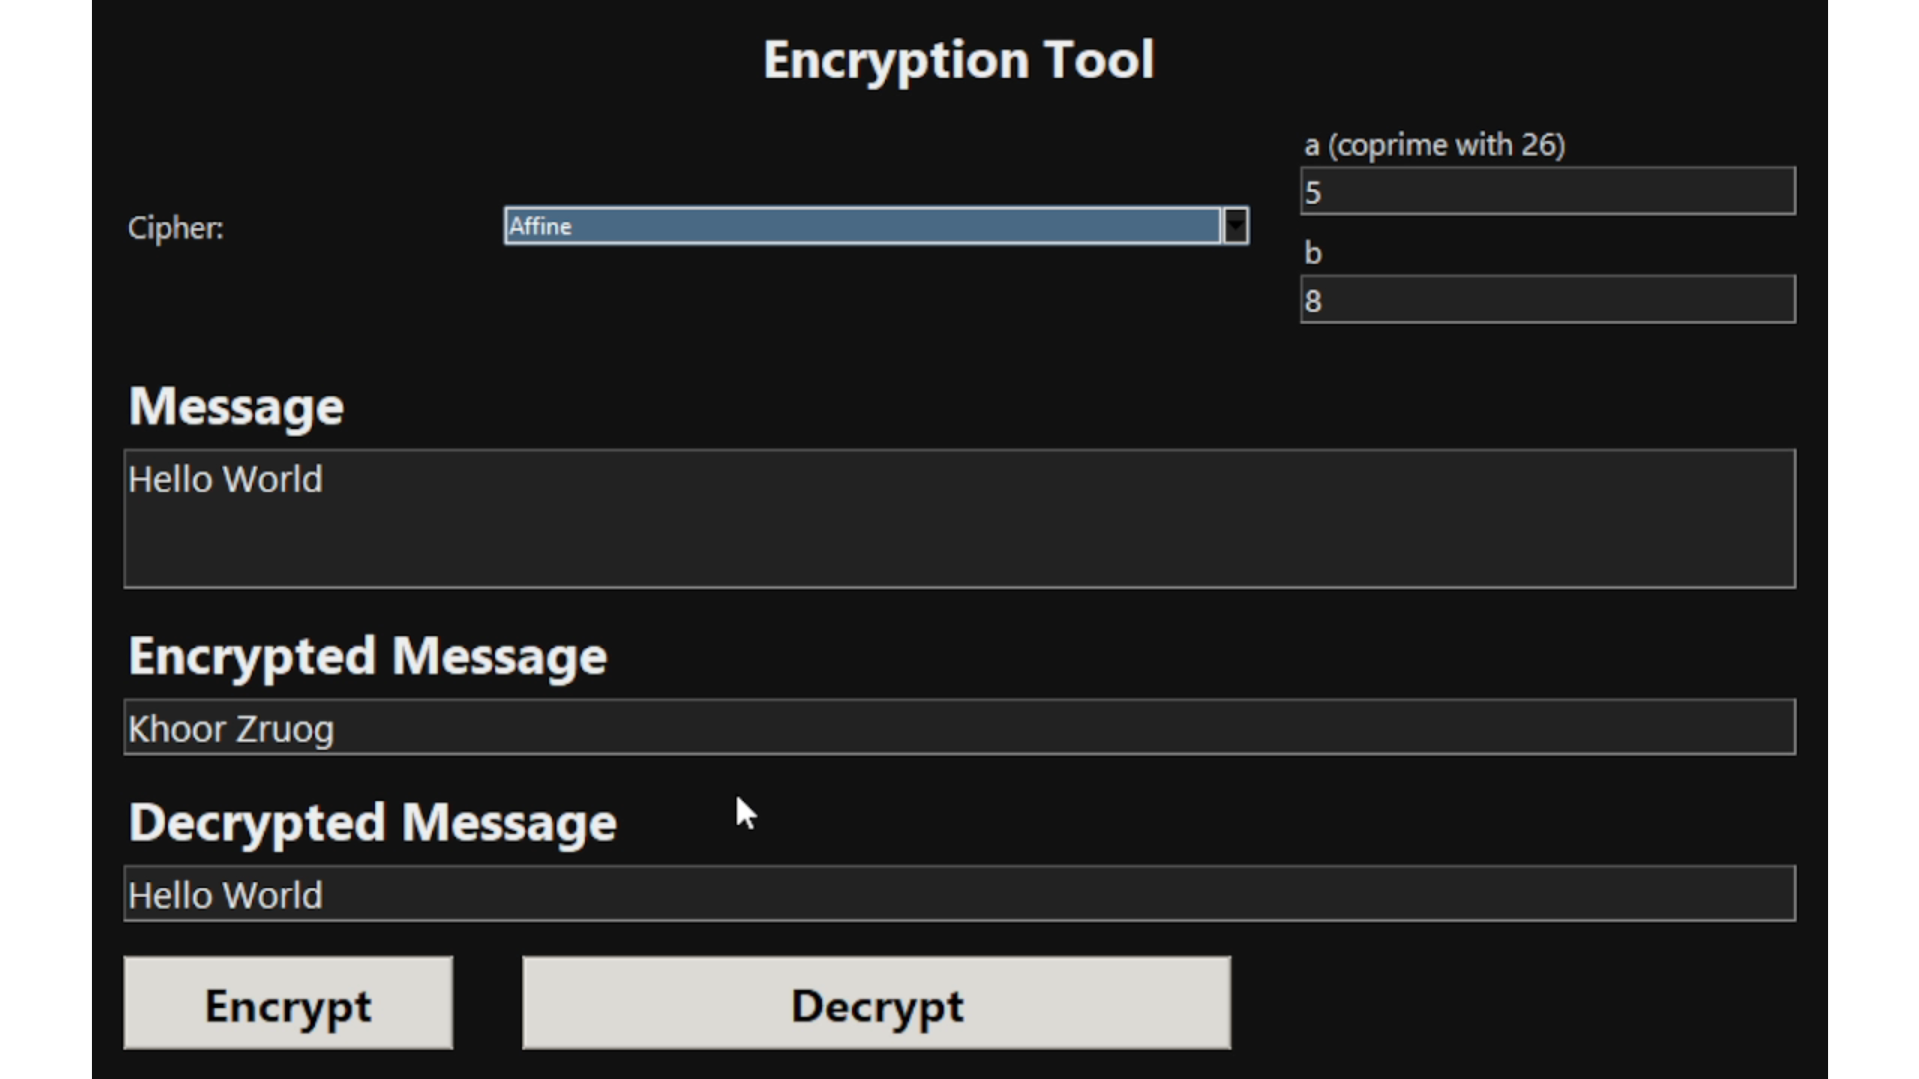 Encryption Tool
a (coprime with 26)
5
Cipher:
Affine
b
8
Message
Hello World
Encrypted Message
Khoor Zruog
Decrypted Message
Hello World
Encrypt
Decrypt